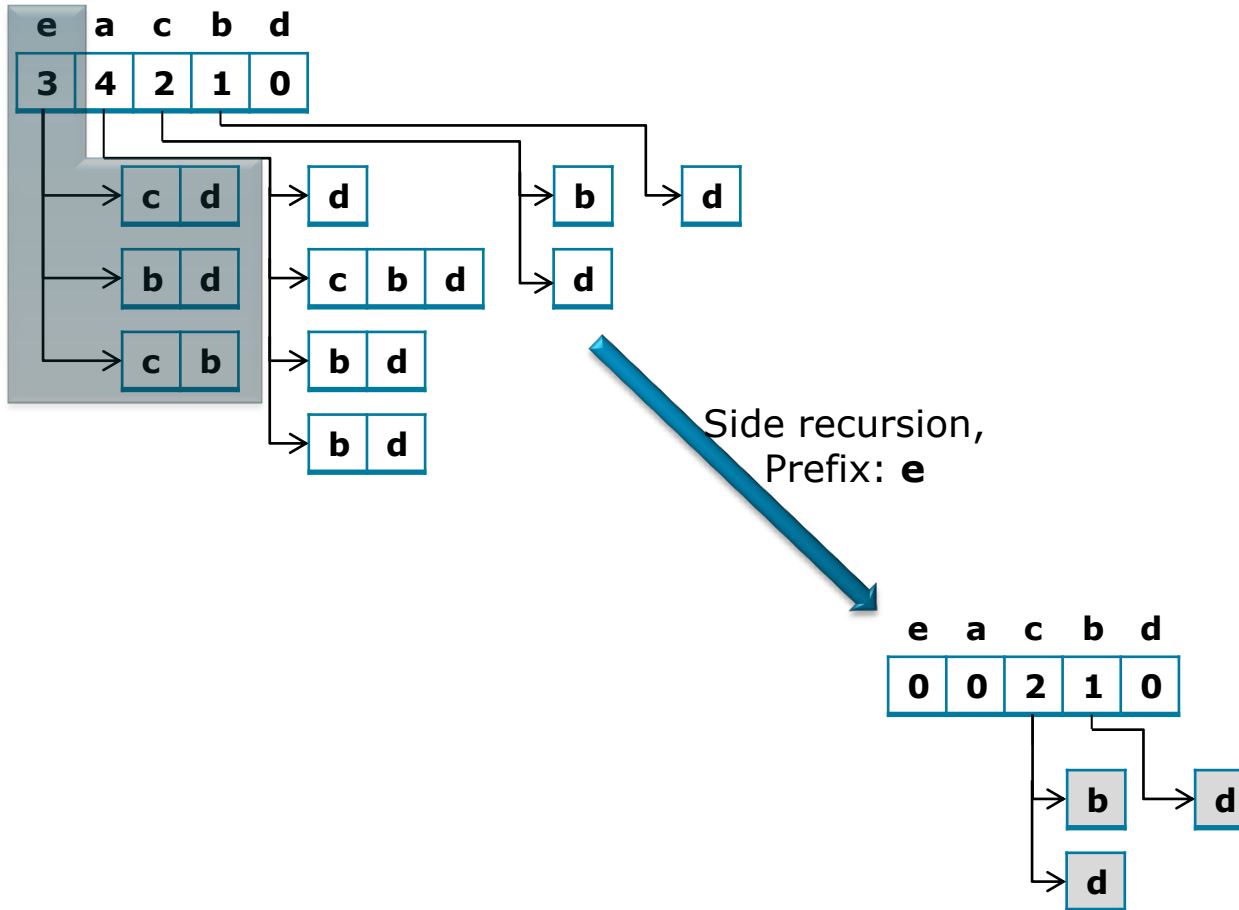 e a c b d
3 4 2 1 0
c d d b d
b d c b d d
c b b d
b d
Side recursion,
Prefix: e
e a c b d
0 0 2 1 0
b d
d